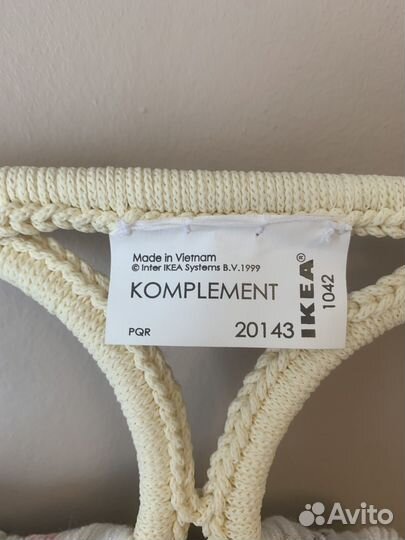 Made in Vietnam
© Inter IKEA Systems B.V.1999
KOMPLEMENT
PQR 20143
IKEA®
1042
Avito